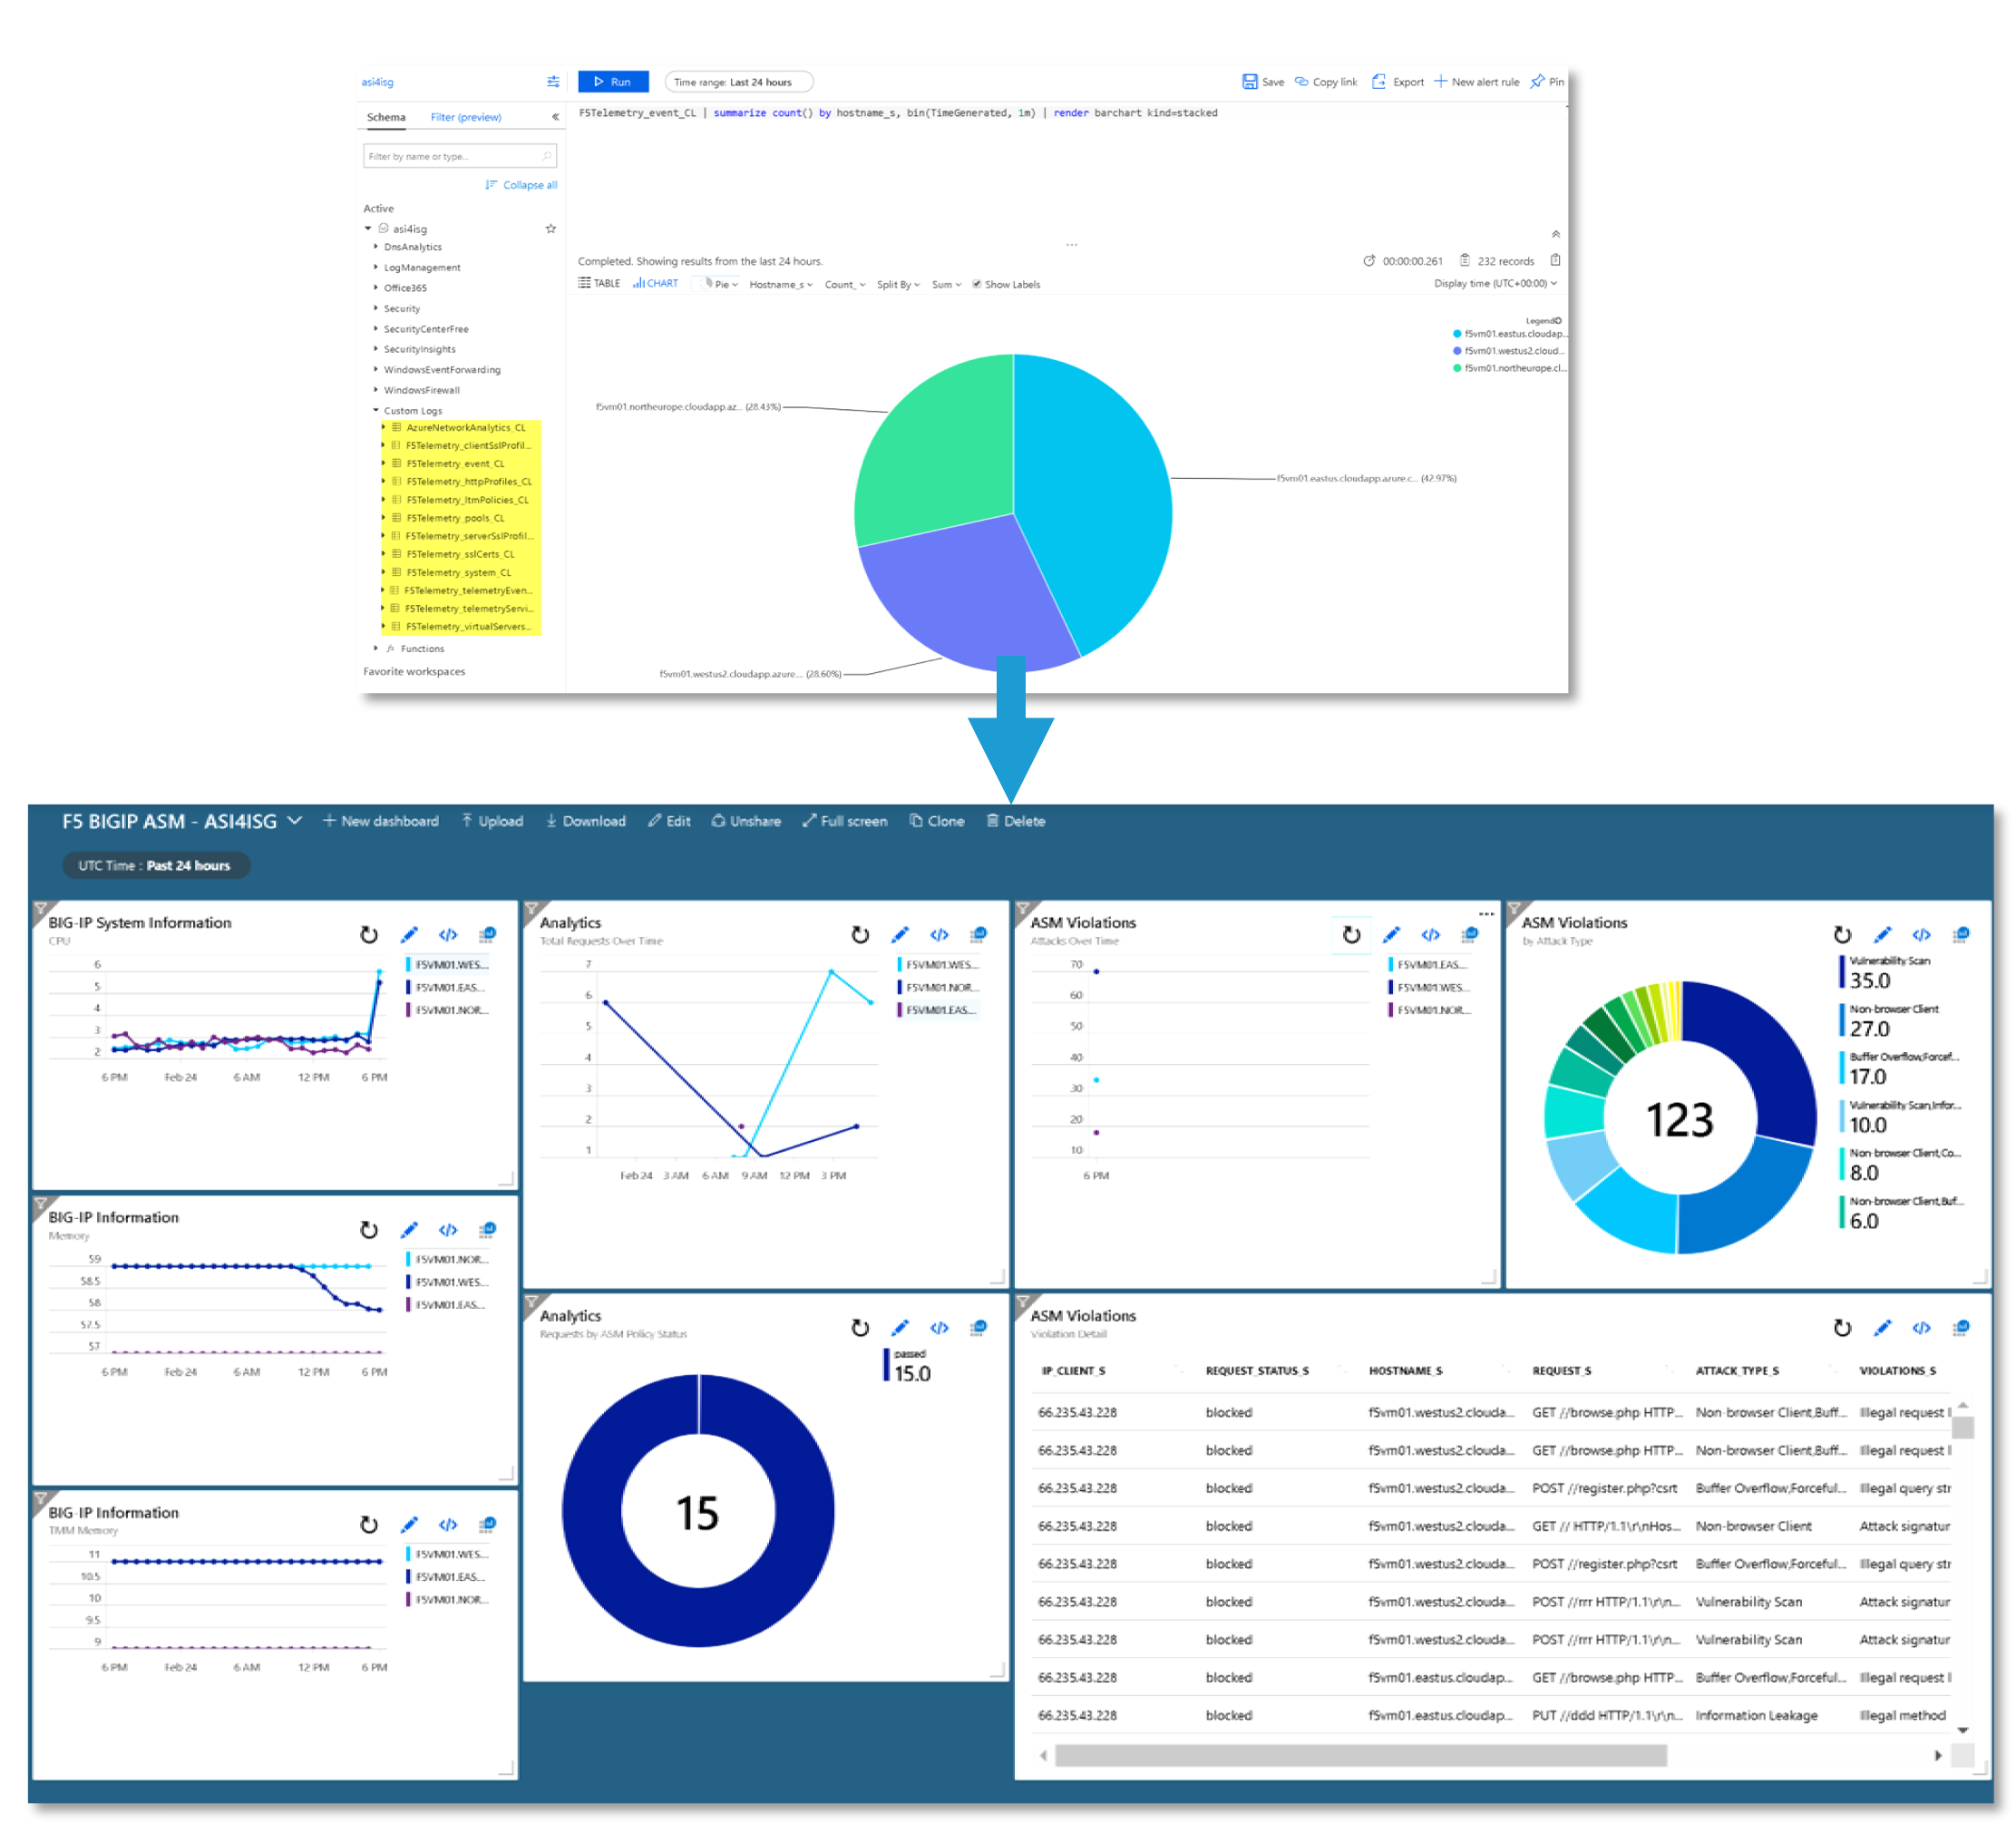 asi4isg
Run
Time range: Last 24 hours
Save
Copy link
Export
New alert rule
Pin
Schema
Filter (preview)
«
F5Telemetry_event_CL | summarize count() by hostname_s, bin(TimeGenerated, 1m) | render barchart kind=stacked
Filter by name or type...
Collapse all
Active
asi4isg
DnsAnalytics
LogManagement
Office365
Security
SecurityCenterFree
SecurityInsights
WindowsEventForwarding
WindowsFirewall
Custom Logs
AzureNetworkAnalytics_CL
F5Telemetry_clientSslProfil...
F5Telemetry_event_CL
F5Telemetry_httpProfiles_CL
F5Telemetry_ltmPolicies_CL
F5Telemetry_pools_CL
F5Telemetry_serverSslProfil...
F5Telemetry_sslCerts_CL
F5Telemetry_system_CL
F5Telemetry_telemetryEven...
F5Telemetry_telemetryServi...
F5Telemetry_virtualServers...
Functions
Favorite workspaces
...
Completed. Showing results from the last 24 hours.
00:00:00.261
232 records
TABLE
CHART
Pie
Hostname_s
Count_
Split By
Sum
Show Labels
Display time (UTC+00:00)
Legend
f5vm01.eastus.cloudap...
f5vm01.westus2.cloud...
f5vm01.northeurope.cl...
f5vm01.northeurope.cloudapp.az... (28.43%)
f5vm01.eastus.cloudapp.azure.c... (42.97%)
f5vm01.westus2.cloudapp.azure.... (28.60%)
F5 BIGIP ASM - ASI4ISG
New dashboard
Upload
Download
Edit
Unshare
Full screen
Clone
Delete
UTC Time : Past 24 hours
BIG-IP System Information
CPU
6
5
4
3
2
6 PM Feb 24 6 AM 12 PM 6 PM
F5VM01.WES...
F5VM01.EAS...
F5VM01.NOR...
BIG-IP Information
Memory
59
58.5
58
57.5
57
6 PM Feb 24 6 AM 12 PM 6 PM
F5VM01.NOR...
F5VM01.WES...
F5VM01.EAS...
BIG-IP Information
TMM Memory
11
10.5
10
9.5
9
6 PM Feb 24 6 AM 12 PM 6 PM
F5VM01.WES...
F5VM01.EAS...
F5VM01.NOR...
Analytics
Total Requests Over Time
7
6
5
4
3
2
1
Feb 24 3 AM 6 AM 9 AM 12 PM 3 PM
F5VM01.WES...
F5VM01.NOR...
F5VM01.EAS...
Analytics
Requests by ASM Policy Status
passed
15.0
15
ASM Violations
Attacks Over Time
...
70
60
50
40
30
20
10
6 PM
F5VM01.EAS...
F5VM01.WES...
F5VM01.NOR...
ASM Violations
by Attack Type
123
Vulnerability Scan
35.0
Non-browser Client
27.0
Buffer Overflow,Forcef...
17.0
Vulnerability Scan,Infor...
10.0
Non-browser Client,Co...
8.0
Non-browser Client,Buf...
6.0
ASM Violations
Violation Detail
IP_CLIENT_S REQUEST_STATUS_S HOSTNAME_S REQUEST_S ATTACK_TYPE_S VIOLATIONS_S
66.235.43.228 blocked f5vm01.westus2.clouda... GET //browse.php HTTP... Non-browser Client,Buff... Illegal request l
66.235.43.228 blocked f5vm01.westus2.clouda... GET //browse.php HTTP... Non-browser Client,Buff... Illegal request l
66.235.43.228 blocked f5vm01.westus2.clouda... POST //register.php?csrt Buffer Overflow,Forceful... Illegal query str
66.235.43.228 blocked f5vm01.westus2.clouda... GET // HTTP/1.1\r\nHos... Non-browser Client Attack signatur
66.235.43.228 blocked f5vm01.westus2.clouda... POST //register.php?csrt Buffer Overflow,Forceful... Illegal query str
66.235.43.228 blocked f5vm01.westus2.clouda... POST //rrr HTTP/1.1\r\n... Vulnerability Scan Attack signatur
66.235.43.228 blocked f5vm01.westus2.clouda... POST //rrr HTTP/1.1\r\n... Vulnerability Scan Attack signatur
66.235.43.228 blocked f5vm01.eastus.cloudap... GET //browse.php HTTP... Buffer Overflow,Forceful... Illegal request l
66.235.43.228 blocked f5vm01.eastus.cloudap... PUT //ddd HTTP/1.1\r\n... Information Leakage Illegal method